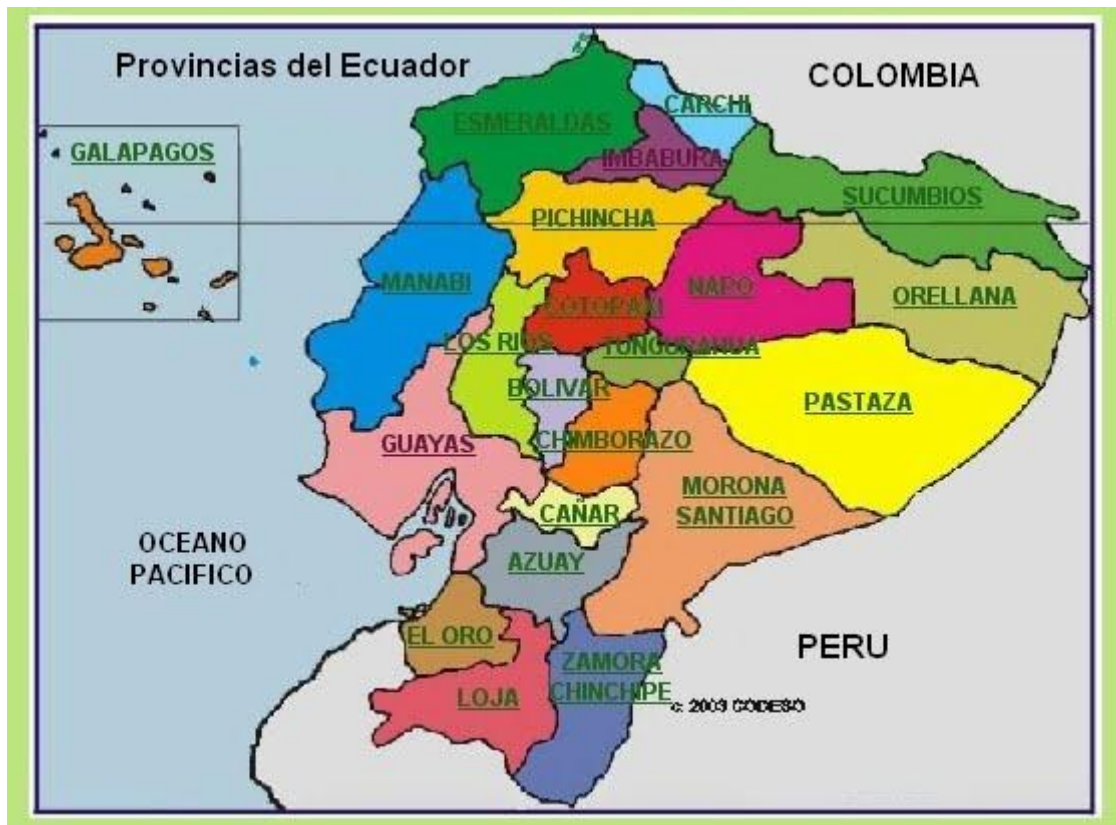 Provincias del Ecuador
COLOMBIA
CARCHI
ESMERALDAS
GALAPAGOS
IMBABURA
SUCUMBIOS
PICHINCHA
MANABI
NAPO
ORELLANA
COTOPAXI
LOS RIOS
TUNGURAHUA
BOLIVAR
PASTAZA
GUAYAS
CHIMBORAZO
MORONA
SANTIAGO
CAÑAR
OCEANO
PACIFICO
AZUAY
EL ORO
PERU
ZAMORA
CHINCHIPE
LOJA
c. 2003 CODESO